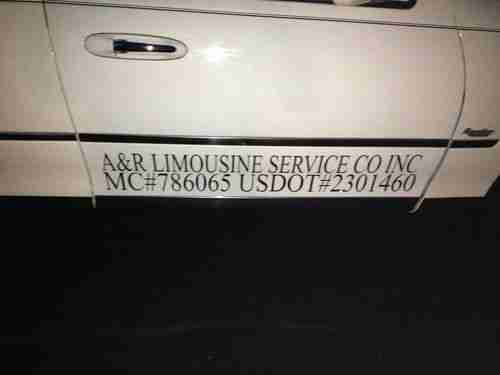 A&R LIMOUSINE SERVICE CO INC
MC#786065 USDOT#2301460